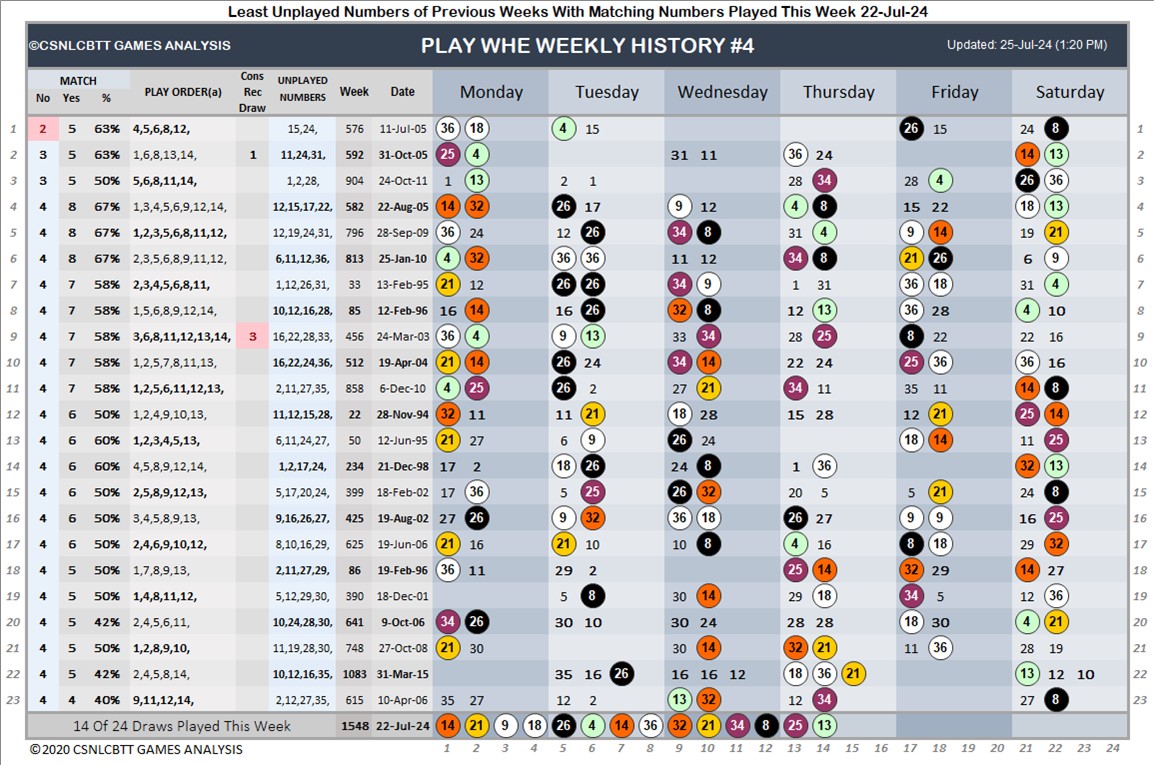 Least Unplayed Numbers of Previous Weeks With Matching Numbers Played This Week 22-Jul-24
©CSNLCBTT GAMES ANALYSIS PLAY WHE WEEKLY HISTORY #4 Updated: 25-Jul-24 (1:20 PM)
MATCH No Yes % PLAY ORDER(a) Cons Rec Draw UNPLAYED NUMBERS Week Date Monday Tuesday Wednesday Thursday Friday Saturday
1 2 5 63% 4,5,6,8,12, 15,24, 576 11-Jul-05 36 18 4 15 26 15 24 8 1
2 3 5 63% 1,6,8,13,14, 1 11,24,31, 592 31-Oct-05 25 4 31 11 36 24 14 13 2
3 3 5 50% 5,6,8,11,14, 1,2,28, 904 24-Oct-11 1 13 2 1 28 34 28 4 26 36 3
4 4 8 67% 1,3,4,5,6,9,12,14, 12,15,17,22, 582 22-Aug-05 14 32 26 17 9 12 4 8 15 22 18 13 4
5 4 8 67% 1,2,3,5,6,8,11,12, 12,19,24,31, 796 28-Sep-09 36 24 12 26 34 8 31 4 9 14 19 21 5
6 4 8 67% 2,3,5,6,8,9,11,12, 6,11,12,36, 813 25-Jan-10 4 32 36 36 11 12 34 8 21 26 6 9 6
7 4 7 58% 2,3,4,5,6,8,11, 1,12,26,31, 33 13-Feb-95 21 12 26 26 34 9 1 31 36 18 31 4 7
8 4 7 58% 1,5,6,8,9,12,14, 10,12,16,28, 85 12-Feb-96 16 14 16 26 32 8 12 13 36 28 4 10 8
9 4 7 58% 3,6,8,11,12,13,14, 3 16,22,28,33, 456 24-Mar-03 36 4 9 13 33 34 28 25 8 22 22 16 9
10 4 7 58% 1,2,5,7,8,11,13, 16,22,24,36, 512 19-Apr-04 21 14 26 24 34 14 22 24 25 36 36 16 10
11 4 7 58% 1,2,5,6,11,12,13, 2,11,27,35, 858 6-Dec-10 4 25 26 2 27 21 34 11 35 11 14 8 11
12 4 6 50% 1,2,4,9,10,13, 11,12,15,28, 22 28-Nov-94 32 11 11 21 18 28 15 28 12 21 25 14 12
13 4 6 60% 1,2,3,4,5,13, 6,11,24,27, 50 12-Jun-95 21 27 6 9 26 24 18 14 11 25 13
14 4 6 60% 4,5,8,9,12,14, 1,2,17,24, 234 21-Dec-98 17 2 18 26 24 8 1 36 32 13 14
15 4 6 50% 2,5,8,9,12,13, 5,17,20,24, 399 18-Feb-02 17 36 5 25 26 32 20 5 5 21 24 8 15
16 4 6 50% 3,4,5,8,9,13, 9,16,26,27, 425 19-Aug-02 27 26 9 32 36 18 26 27 9 9 16 25 16
17 4 6 50% 2,4,6,9,10,12, 8,10,16,29, 625 19-Jun-06 21 16 21 10 10 8 4 16 8 18 29 32 17
18 4 5 50% 1,7,8,9,13, 2,11,27,29, 86 19-Feb-96 36 11 29 2 25 14 32 29 14 27 18
19 4 5 50% 1,4,8,11,12, 5,12,29,30, 390 18-Dec-01 5 8 30 14 29 18 34 5 12 36 19
20 4 5 42% 2,4,5,6,11, 10,24,28,30, 641 9-Oct-06 34 26 30 10 30 24 28 28 18 30 4 21 20
21 4 5 50% 1,2,8,9,10, 11,19,28,30, 748 27-Oct-08 21 30 30 14 32 21 11 36 28 19 21
22 4 5 42% 2,4,5,8,14, 10,12,16,35, 1083 31-Mar-15 35 16 26 16 16 12 18 36 21 13 12 10 22
23 4 4 40% 9,11,12,14, 2,12,27,35, 615 10-Apr-06 35 27 12 2 13 32 12 34 27 8 23
14 Of 24 Draws Played This Week 1548 22-Jul-24 14 21 9 18 26 4 14 36 32 21 34 8 25 13
©2020 CSNLCBTT GAMES ANALYSIS 1 2 3 4 5 6 7 8 9 10 11 12 13 14 15 16 17 18 19 20 21 22 23 24